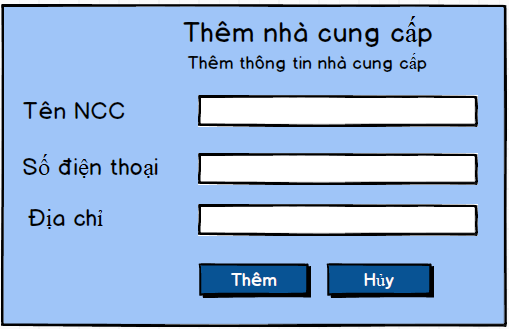 Thêm nhà cung cấp
Thêm thông tin nhà cung cấp
Tên NCC
Số điện thoại
Địa chỉ
Thêm Hủy